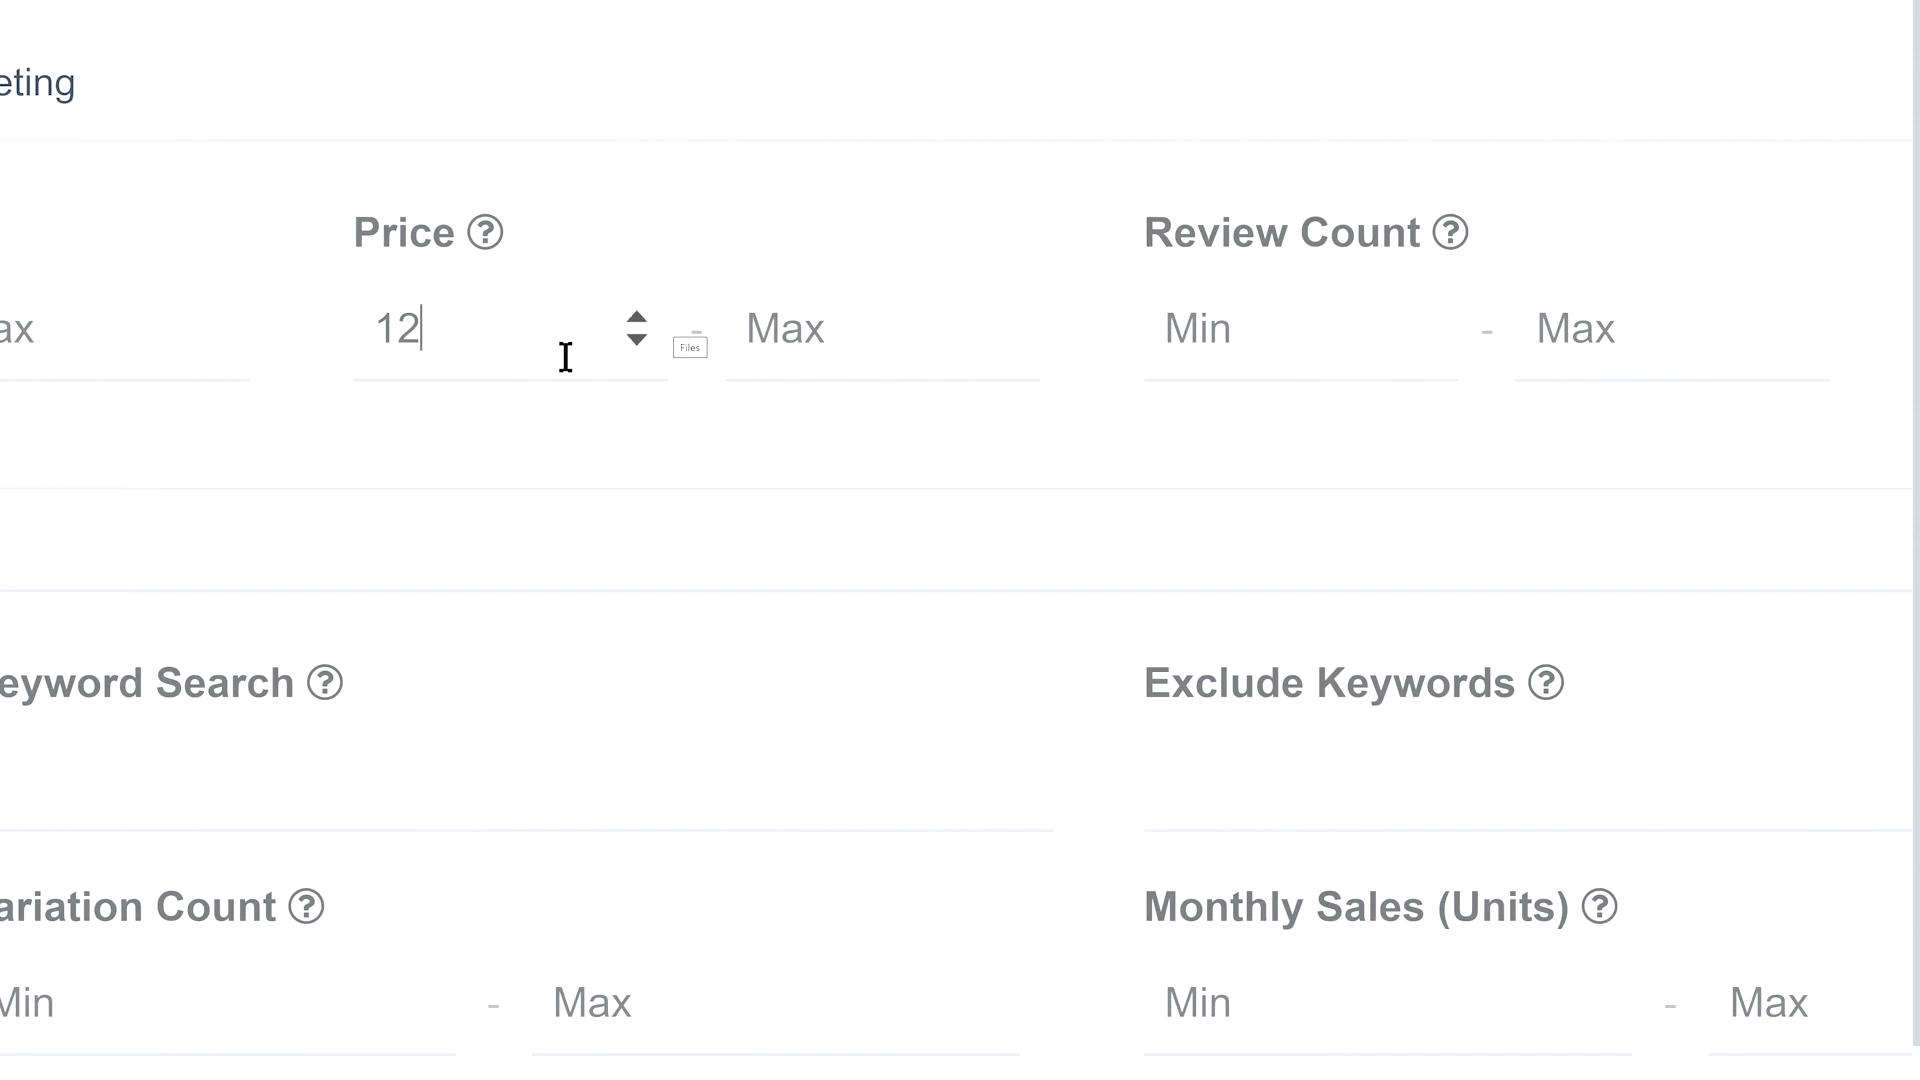 eting
Price ?
Review Count ?
ax
12
-
Max
Min
-
Max
Files
eyword Search ?
Exclude Keywords ?
ariation Count ?
Monthly Sales (Units) ?
Min
-
Max
Min
-
Max